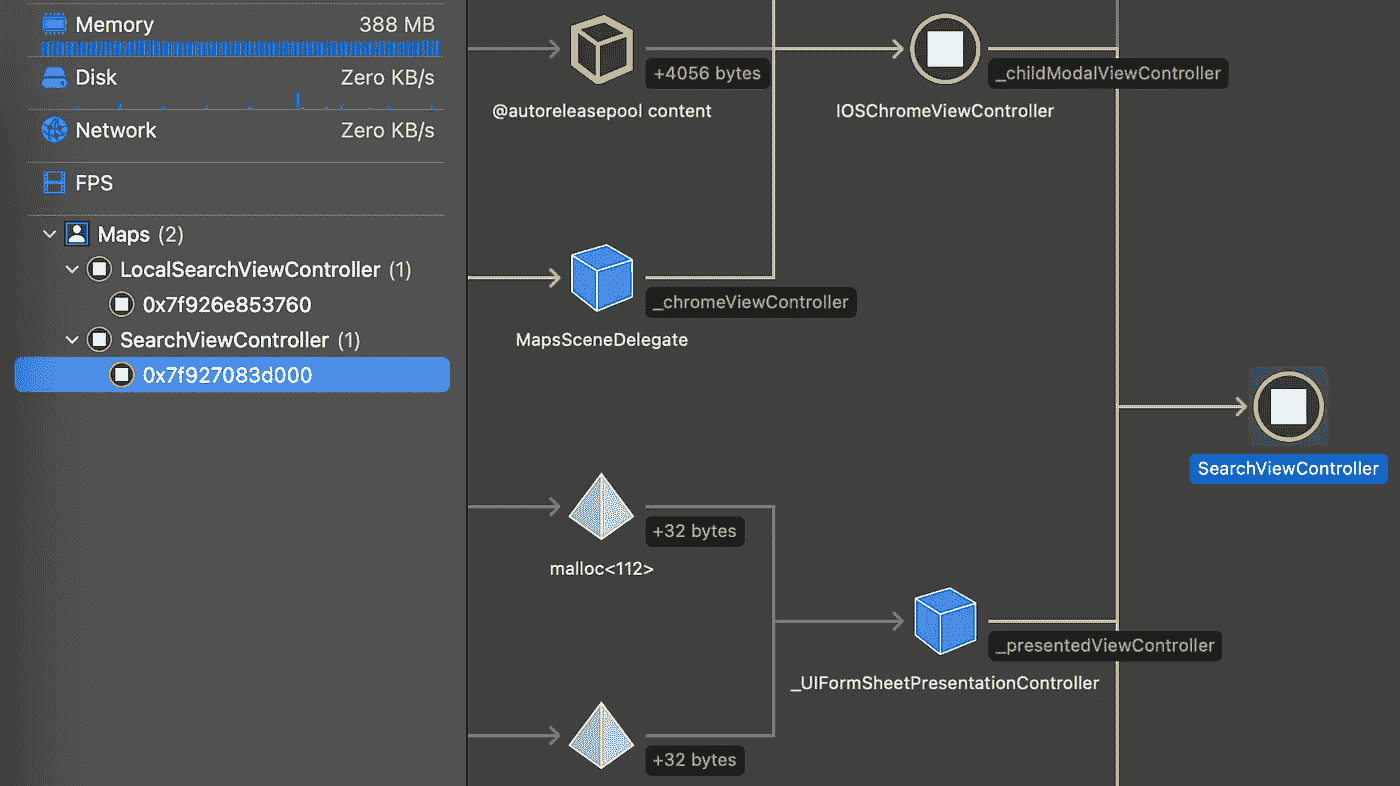 Memory 388 MB
Disk Zero KB/s
Network Zero KB/s
FPS
Maps (2)
LocalSearchViewController (1)
0x7f926e853760
SearchViewController (1)
0x7f927083d000
+4056 bytes
@autoreleasepool content
_childModalViewController
IOSChromeViewController
_chromeViewController
MapsSceneDelegate
SearchViewController
+32 bytes
malloc<112>
_presentedViewController
_UIFormSheetPresentationController
+32 bytes